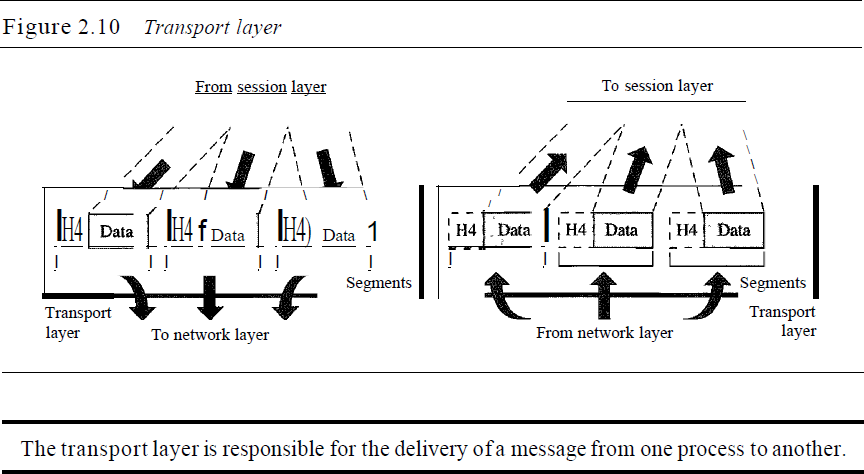 Figure 2.10 Transport layer
From session layer
To session layer
H4 Data H4 f Data H4) Data 1
H4 Data H4 Data H4 Data
Segments
Segments
Transport
layer
To network layer
From network layer
Transport
layer
The transport layer is responsible for the delivery of a message from one process to another.